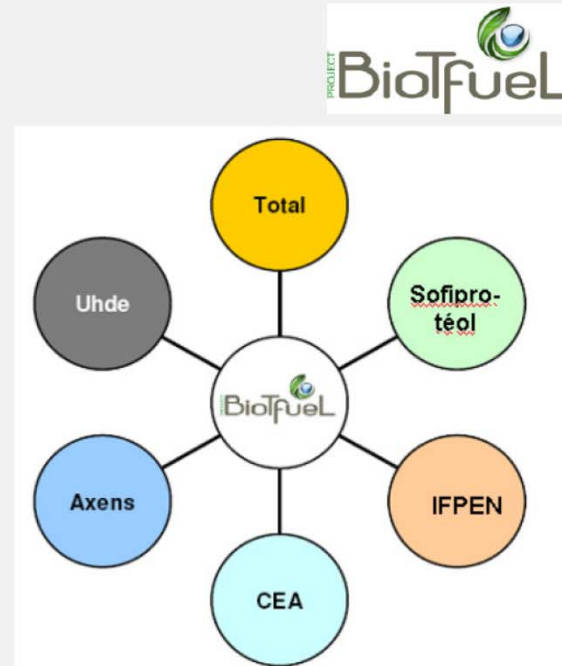 PROJECT
BioTfueL
Total
Uhde
Sofipro-
téol
BioTfueL
Axens
IFPEN
CEA